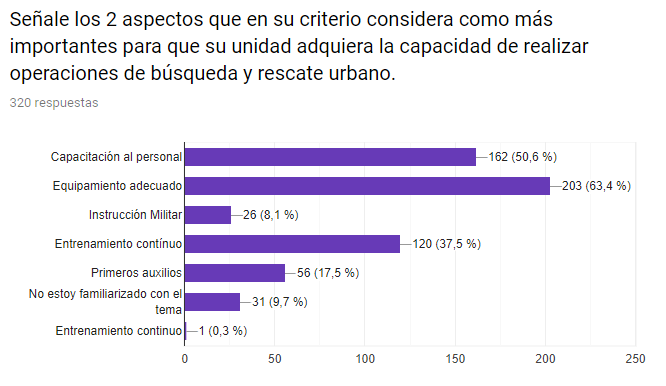 Señale los 2 aspectos que en su criterio considera como más
importantes para que su unidad adquiera la capacidad de realizar
operaciones de búsqueda y rescate urbano.
320 respuestas
Capacitación al personal 162 (50,6 %)
Equipamiento adecuado 203 (63,4 %)
Instrucción Militar 26 (8,1 %)
Entrenamiento contínuo 120 (37,5 %)
Primeros auxilios 56 (17,5 %)
No estoy familiarizado con el
tema 31 (9,7 %)
Entrenamiento continuo 1 (0,3 %)
0 50 100 150 200 250